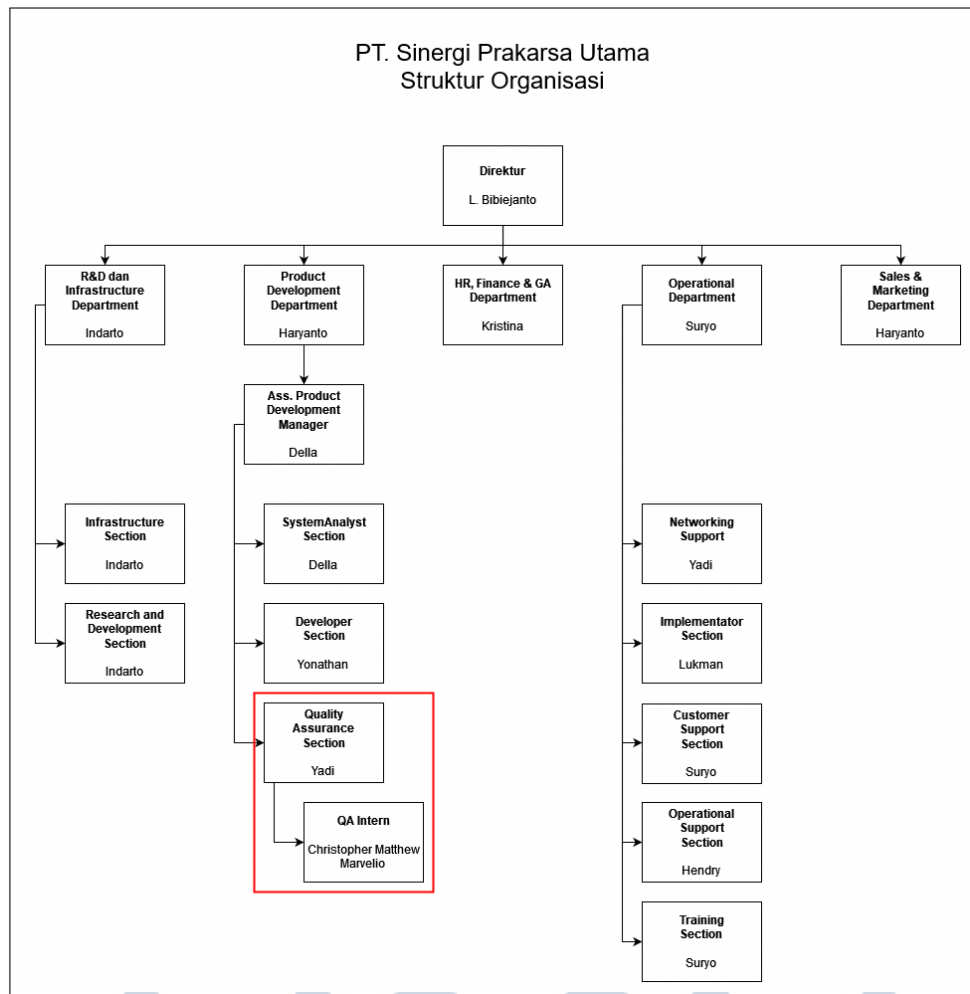 PT. Sinergi Prakarsa Utama
Struktur Organisasi
Direktur
L. Bibiejanto
R&D dan
Infrastructure
Department
Indarto
Product
Development
Department
Haryanto
HR, Finance & GA
Department
Kristina
Operational
Department
Suryo
Sales &
Marketing
Department
Haryanto
Ass. Product
Development
Manager
Della
Infrastructure
Section
Indarto
SystemAnalyst
Section
Della
Networking
Support
Yadi
Research and
Development
Section
Indarto
Developer
Section
Yonathan
Implementator
Section
Lukman
Quality
Assurance
Section
Yadi
Customer
Support
Section
Suryo
QA Intern
Christopher Matthew
Marvelio
Operational
Support
Section
Hendry
Training
Section
Suryo